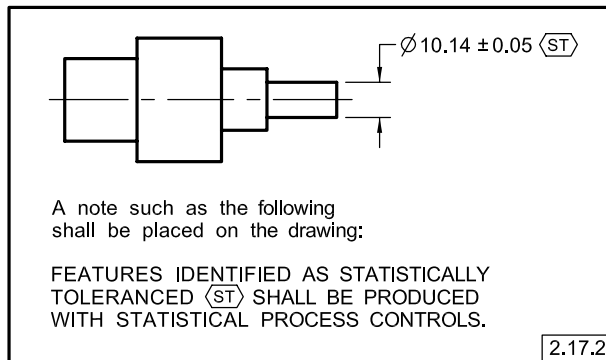 ⌀10.14 ±0.05 ST
A note such as the following
shall be placed on the drawing:
FEATURES IDENTIFIED AS STATISTICALLY
TOLERANCED ST SHALL BE PRODUCED
WITH STATISTICAL PROCESS CONTROLS.
2.17.2